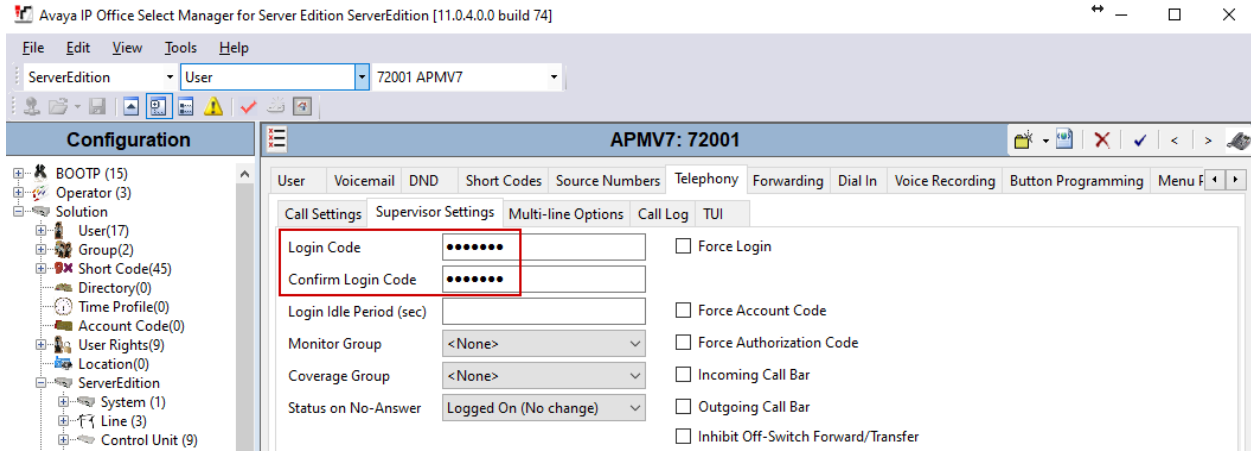 Avaya IP Office Select Manager for Server Edition ServerEdition [11.0.4.0.0 build 74]
File Edit View Tools Help
ServerEdition User 72001 APMV7
Configuration
APMV7: 72001
BOOTP (15)
Operator (3)
Solution
User(17)
Group(2)
Short Code(45)
Directory(0)
Time Profile(0)
Account Code(0)
User Rights(9)
Location(0)
ServerEdition
System (1)
Line (3)
Control Unit (9)
User Voicemail DND Short Codes Source Numbers Telephony Forwarding Dial In Voice Recording Button Programming Menu
Call Settings Supervisor Settings Multi-line Options Call Log TUI
Login Code ••••••• Force Login
Confirm Login Code •••••••
Login Idle Period (sec) Force Account Code
Monitor Group <None> Force Authorization Code
Coverage Group <None> Incoming Call Bar
Status on No-Answer Logged On (No change) Outgoing Call Bar
Inhibit Off-Switch Forward/Transfer